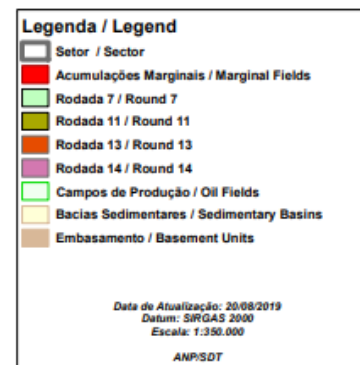 Legenda / Legend
Setor / Sector
Acumulações Marginais / Marginal Fields
Rodada 7 / Round 7
Rodada 11 / Round 11
Rodada 13 / Round 13
Rodada 14 / Round 14
Campos de Produção / Oil Fields
Bacias Sedimentares / Sedimentary Basins
Embasamento / Basement Units
Data de Atualização: 20/08/2019
Datum: SIRGAS 2000
Escala: 1:350.000
ANP/SDT